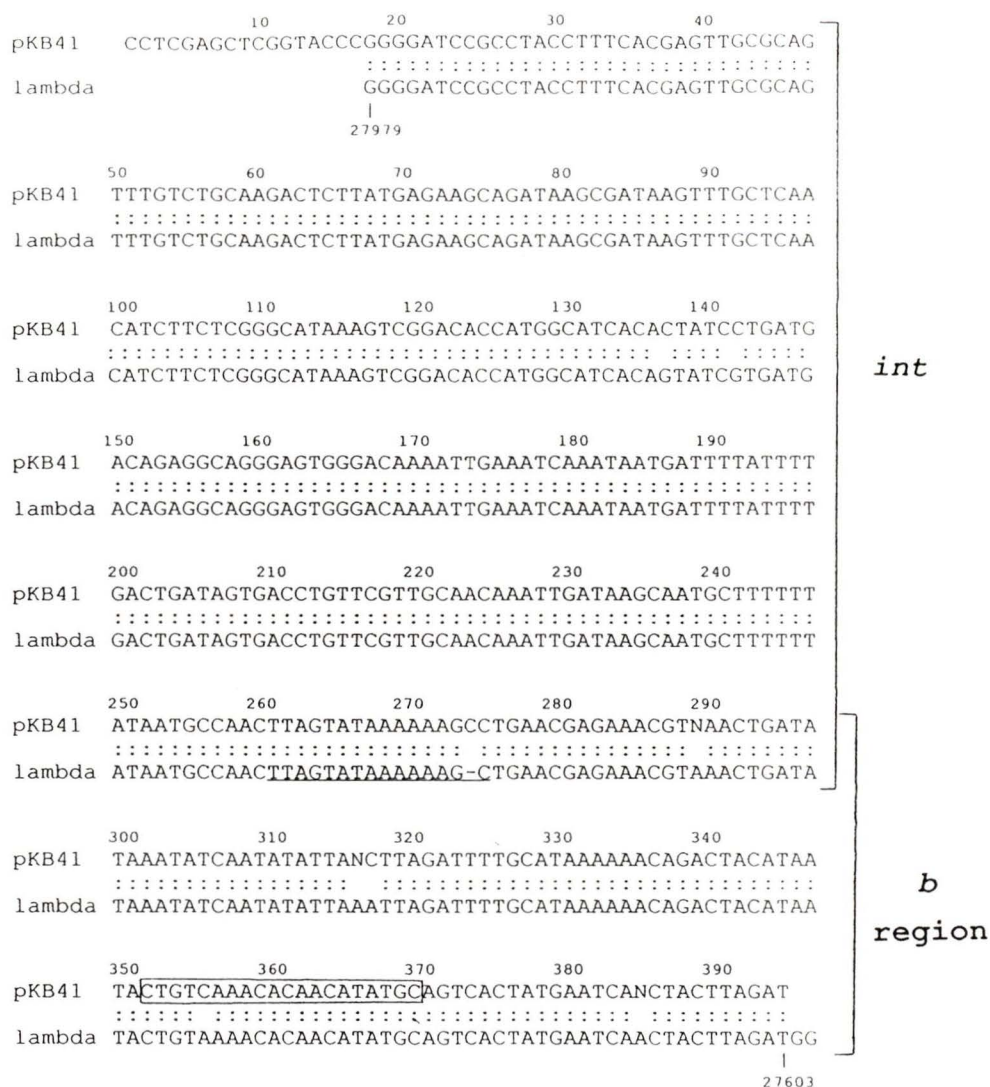 10 20 30 40
pKB41 CCTCGAGCTCGGTACCCGGGGATCCGCCTACCTTTCACGAGTTGCGCAG
lambda GGGGATCCGCCTACCTTTCACGAGTTGCGCAG
27979
50 60 70 80 90
pKB41 TTTGTCTGCAAGACTCTTATGAGAAGCAGATAAGCGATAAGTTTGCTCAA
lambda TTTGTCTGCAAGACTCTTATGAGAAGCAGATAAGCGATAAGTTTGCTCAA
100 110 120 130 140
pKB41 CATCTTCTCGGGCATAAAGTCGGACACCATGGCATCACACTATCCTGATG
lambda CATCTTCTCGGGCATAAAGTCGGACACCATGGCATCACAGTATCGTGATG
int
150 160 170 180 190
pKB41 ACAGAGGCAGGGAGTGGGACAAAATTGAAATCAAATAATGATTTTATTTT
lambda ACAGAGGCAGGGAGTGGGACAAAATTGAAATCAAATAATGATTTTATTTT
200 210 220 230 240
pKB41 GACTGATAGTGACCTGTTCGTTGCAACAAATTGATAAGCAATGCTTTTTT
lambda GACTGATAGTGACCTGTTCGTTGCAACAAATTGATAAGCAATGCTTTTTT
250 260 270 280 290
pKB41 ATAATGCCAACTTAGTATAAAAAAGCCTGAACGAGAAACGTNAACTGATA
lambda ATAATGCCAACTTAGTATAAAAAAG-CTGAACGAGAAACGTAAACTGATA
300 310 320 330 340
pKB41 TAAATATCAATATATTANCTTAGATTTTGCATAAAAAACAGACTACATAA
lambda TAAATATCAATATATTAAATTAGATTTTGCATAAAAAACAGACTACATAA
b
region
350 360 370 380 390
pKB41 TACTGTCAAACACAACATATGCAGTCACTATGAATCANCTACTTAGAT
lambda TACTGTAAAACACAACATATGCAGTCACTATGAATCAACTACTTAGATGG
27603